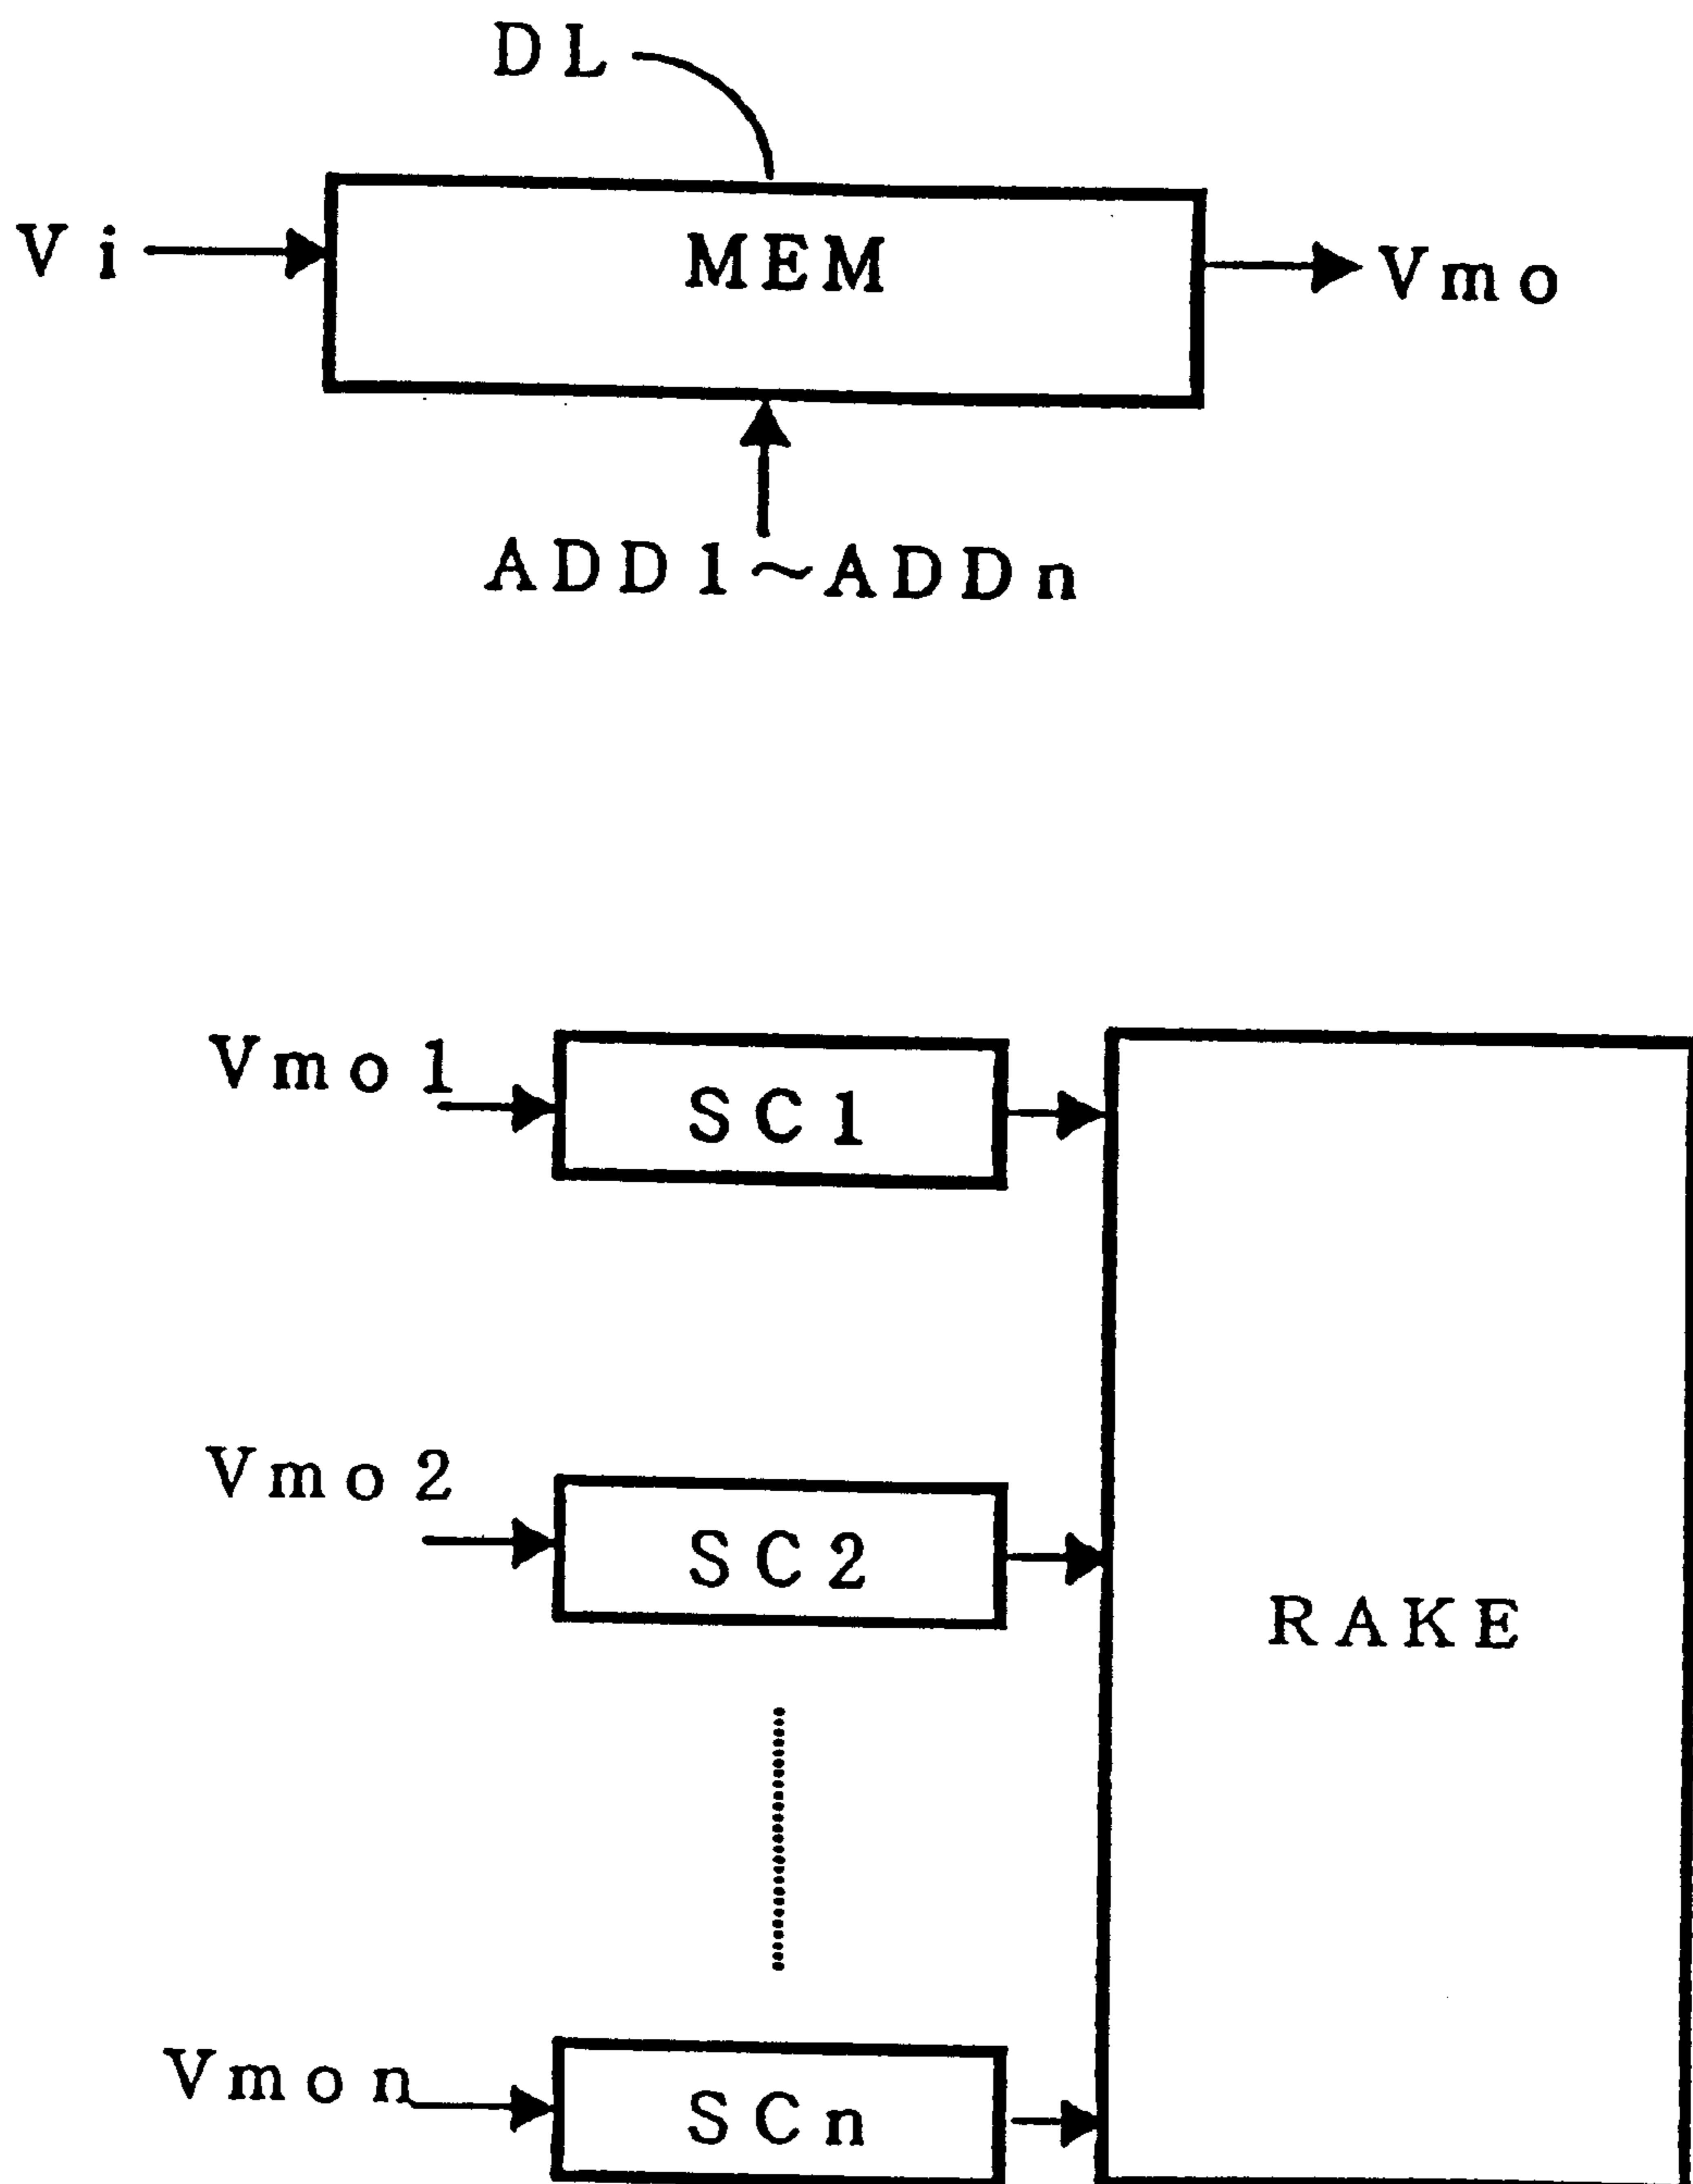 DL
Vi
MEM
Vmo
ADD1~ADDn
Vmo1
SC1
Vmo2
SC2
RAKE
Vmon
SCn